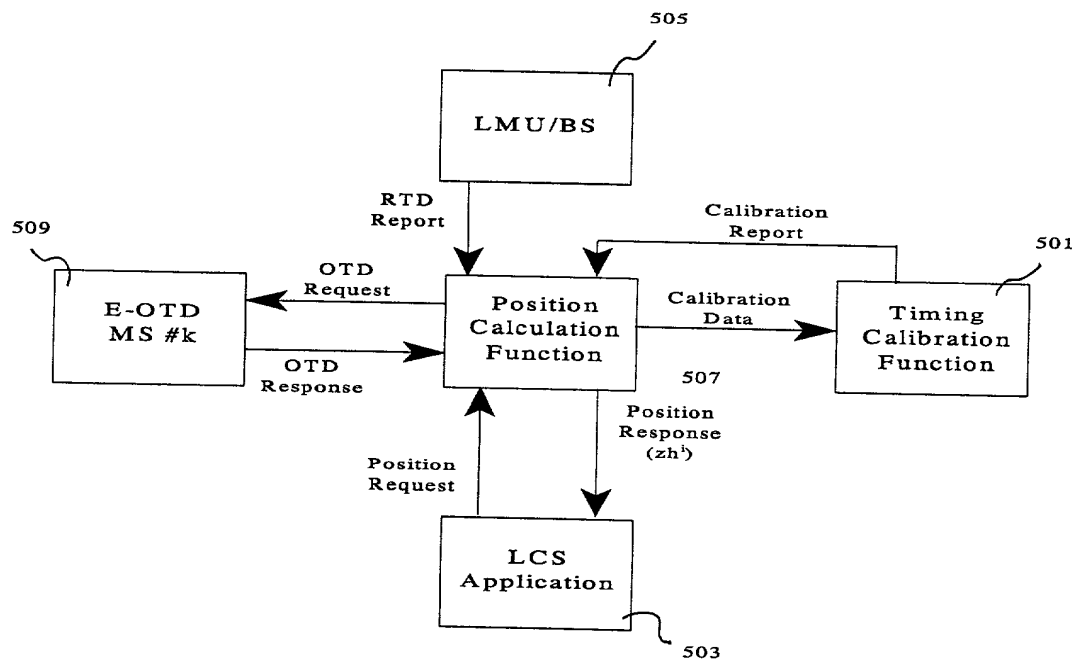 505
LMU/BS
RTD
Report
Calibration
Report
509
501
OTD
Request
E-OTD
MS #k
Position
Calculation
Function
Calibration
Data
Timing
Calibration
Function
OTD
Response
507
Position
Response
(zhⁱ)
Position
Request
LCS
Application
503